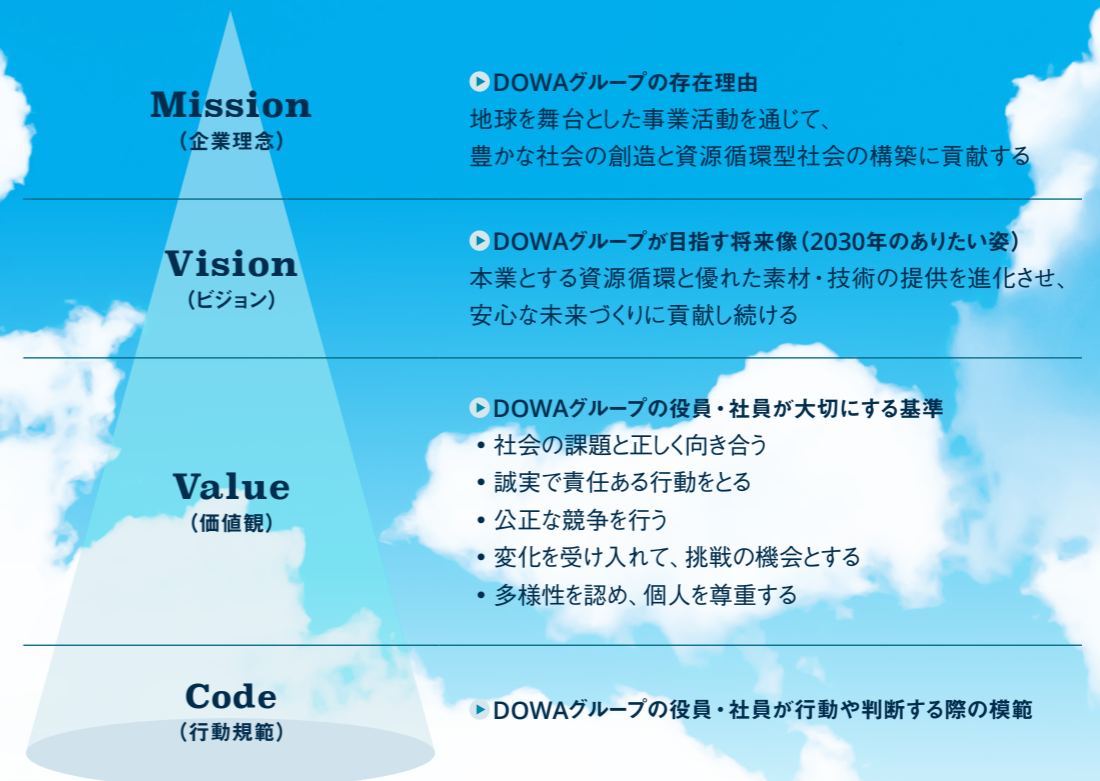 Mission
（企業理念）
DOWAグループの存在理由
地球を舞台とした事業活動を通じて、
豊かな社会の創造と資源循環型社会の構築に貢献する
Vision
（ビジョン）
DOWAグループが目指す将来像（2030年のありたい姿）
本業とする資源循環と優れた素材・技術の提供を進化させ、
安心な未来づくりに貢献し続ける
Value
（価値観）
DOWAグループの役員・社員が大切にする基準
• 社会の課題と正しく向き合う
• 誠実で責任ある行動をとる
• 公正な競争を行う
• 変化を受け入れて、挑戦の機会とする
• 多様性を認め、個人を尊重する
Code
（行動規範）
DOWAグループの役員・社員が行動や判断する際の模範